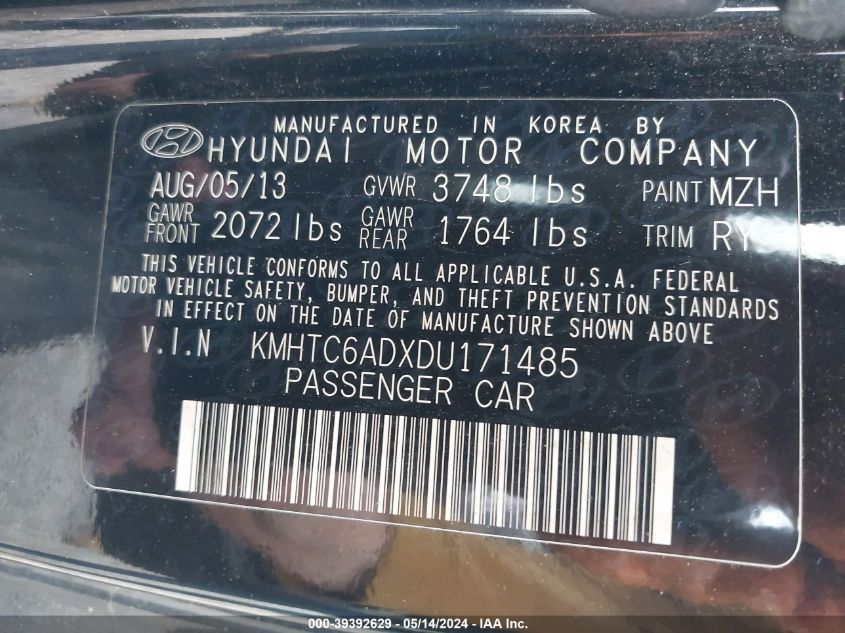 MANUFACTURED IN KOREA BY
HYUNDAI MOTOR COMPANY
AUG/05/13 GVWR 3748 lbs PAINT MZH
GAWR FRONT 2072 lbs GAWR REAR 1764 lbs TRIM RY
THIS VEHICLE CONFORMS TO ALL APPLICABLE U.S.A. FEDERAL
MOTOR VEHICLE SAFETY, BUMPER, AND THEFT PREVENTION STANDARDS
IN EFFECT ON THE DATE OF MANUFACTURE SHOWN ABOVE
V.I.N KMHTC6ADXDU171485
PASSENGER CAR
© - 39392629 - 05/14/2024 - IAA Inc.